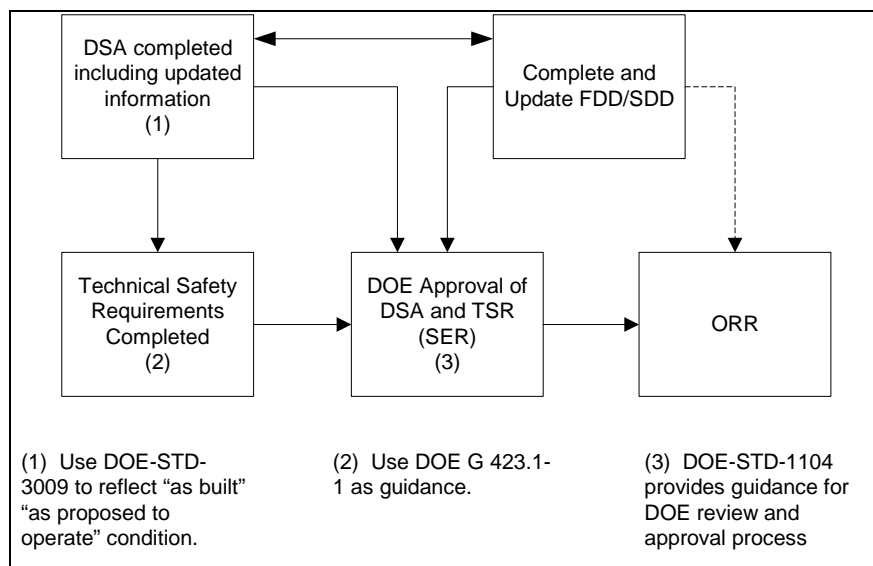 DSA completed
including updated
information
(1)
Complete and
Update FDD/SDD
Technical Safety
Requirements
Completed
(2)
DOE Approval of
DSA and TSR
(SER)
(3)
ORR
(1) Use DOE-STD-
3009 to reflect “as built”
“as proposed to
operate” condition.
(2) Use DOE G 423.1-
1 as guidance.
(3) DOE-STD-1104
provides guidance for
DOE review and
approval process